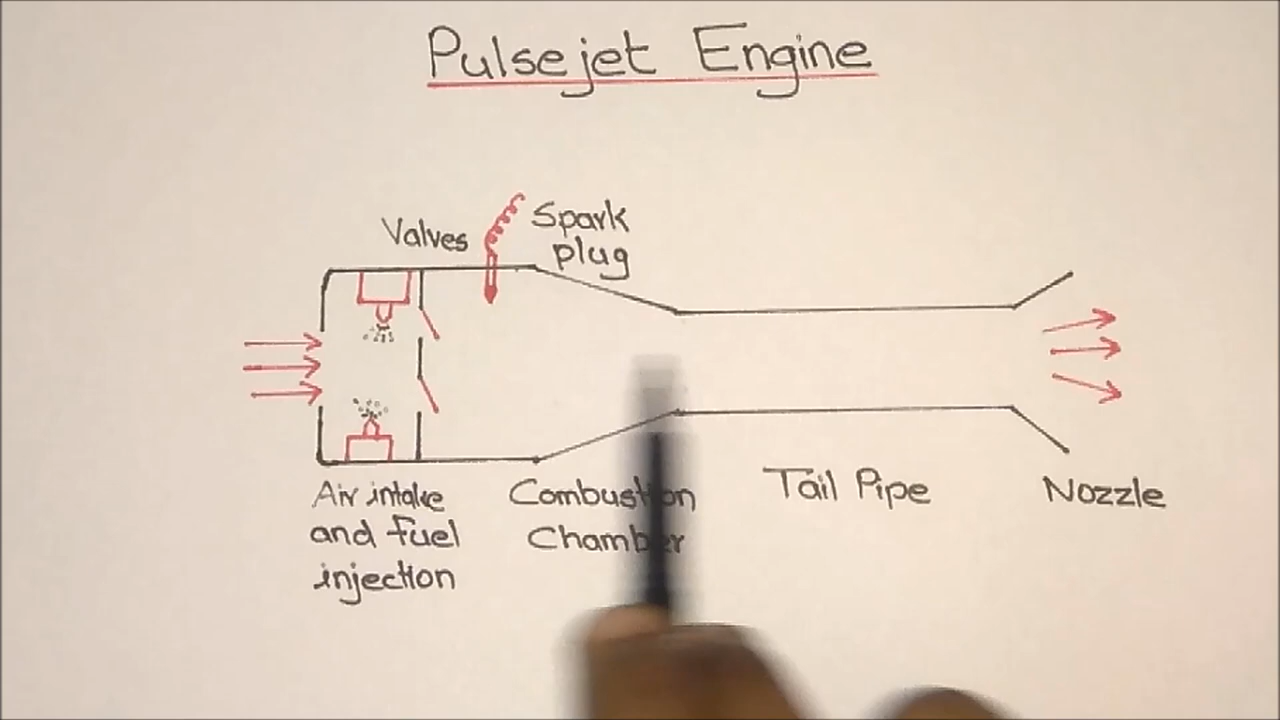 Pulsejet Engine
Valves
Spark
plug
Air intake
and fuel
injection
Combustion
Chamber
Tail Pipe
Nozzle